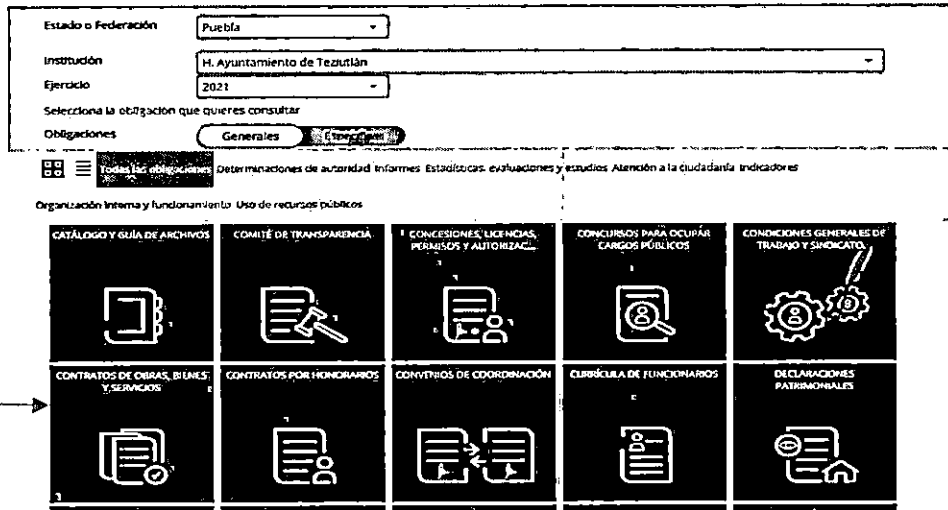 Estado o Federación
Puebla
Institución
H. Ayuntamiento de Teziutlán
Ejercicio
2021
Selecciona la obligación que quieres consultar
Obligaciones
Generales Específicas
Todas las obligaciones Determinaciones de autoridad Informes Estadísticas, evaluaciones y estudios Atención a la ciudadanía Indicadores
Organización interna y funcionamiento Uso de recursos públicos
CATÁLOGO Y GUÍA DE ARCHIVOS
COMITÉ DE TRANSPARENCIA
CONCESIONES, LICENCIAS,
PERMISOS Y AUTORIZAC...
CONCURSOS PARA OCUPAR
CARGOS PÚBLICOS
CONDICIONES GENERALES DE
TRABAJO Y SINDICATO...
CONTRATOS DE OBRAS, BIENES
Y SERVICIOS
CONTRATOS POR HONORARIOS
CONVENIOS DE COORDINACIÓN
CURRÍCULA DE FUNCIONARIOS
DECLARACIONES
PATRIMONIALES